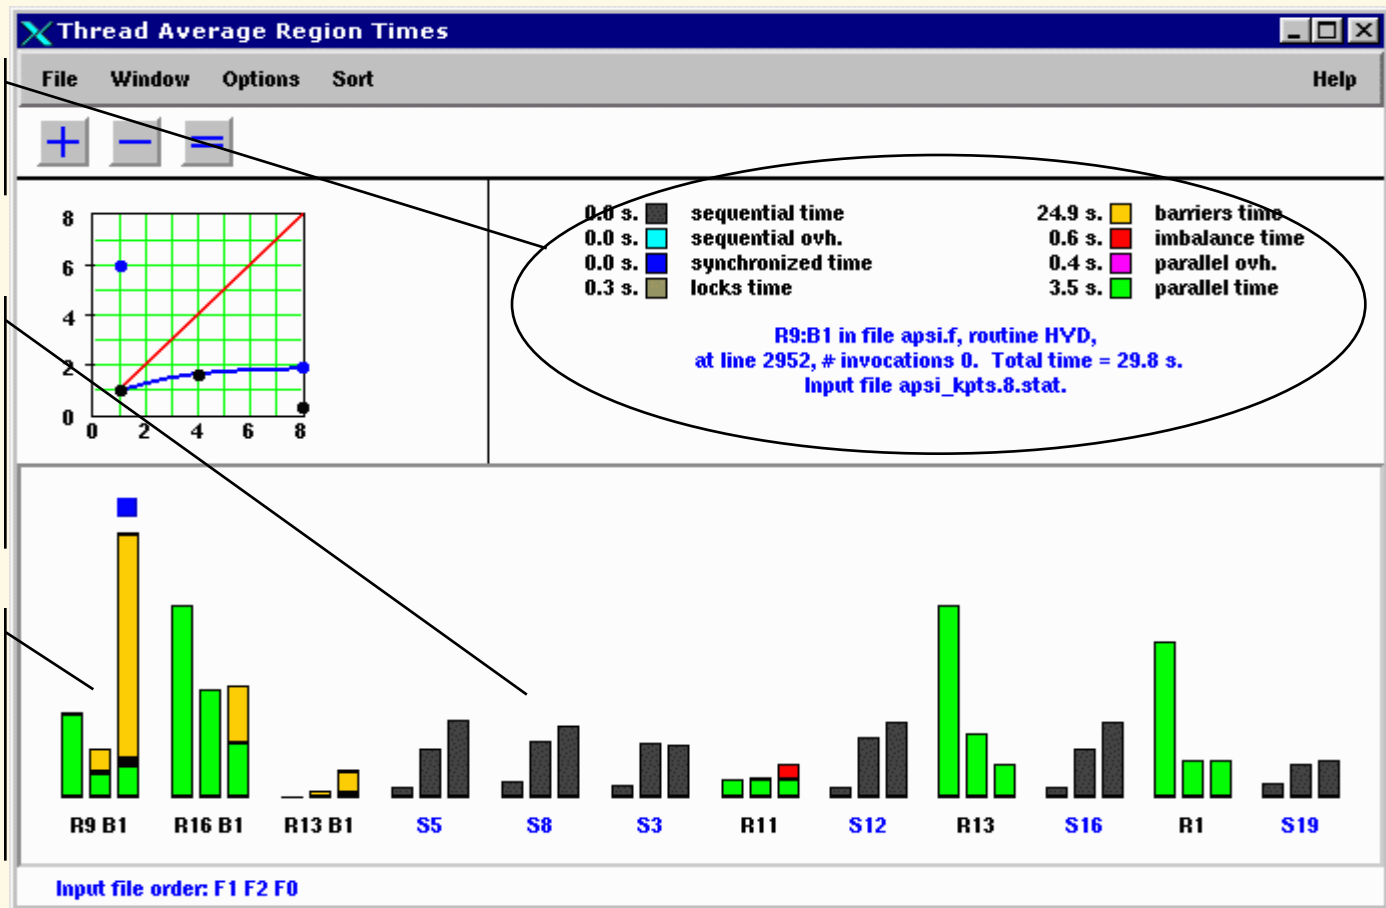 Thread Average Region Times
File Window Options Sort Help
8
6
4
2
0
0 2 4 6 8
0.0 s. sequential time
0.0 s. sequential ovh.
0.0 s. synchronized time
0.3 s. locks time
24.9 s. barriers time
0.6 s. imbalance time
0.4 s. parallel ovh.
3.5 s. parallel time
R9:B1 in file apsi.f, routine HYD,
at line 2952, # invocations 0. Total time = 29.8 s.
Input file apsi_kpts.8.stat.
R9 B1 R16 B1 R13 B1 S5 S8 S3 R11 S12 R13 S16 R1 S19
Input file order: F1 F2 F0